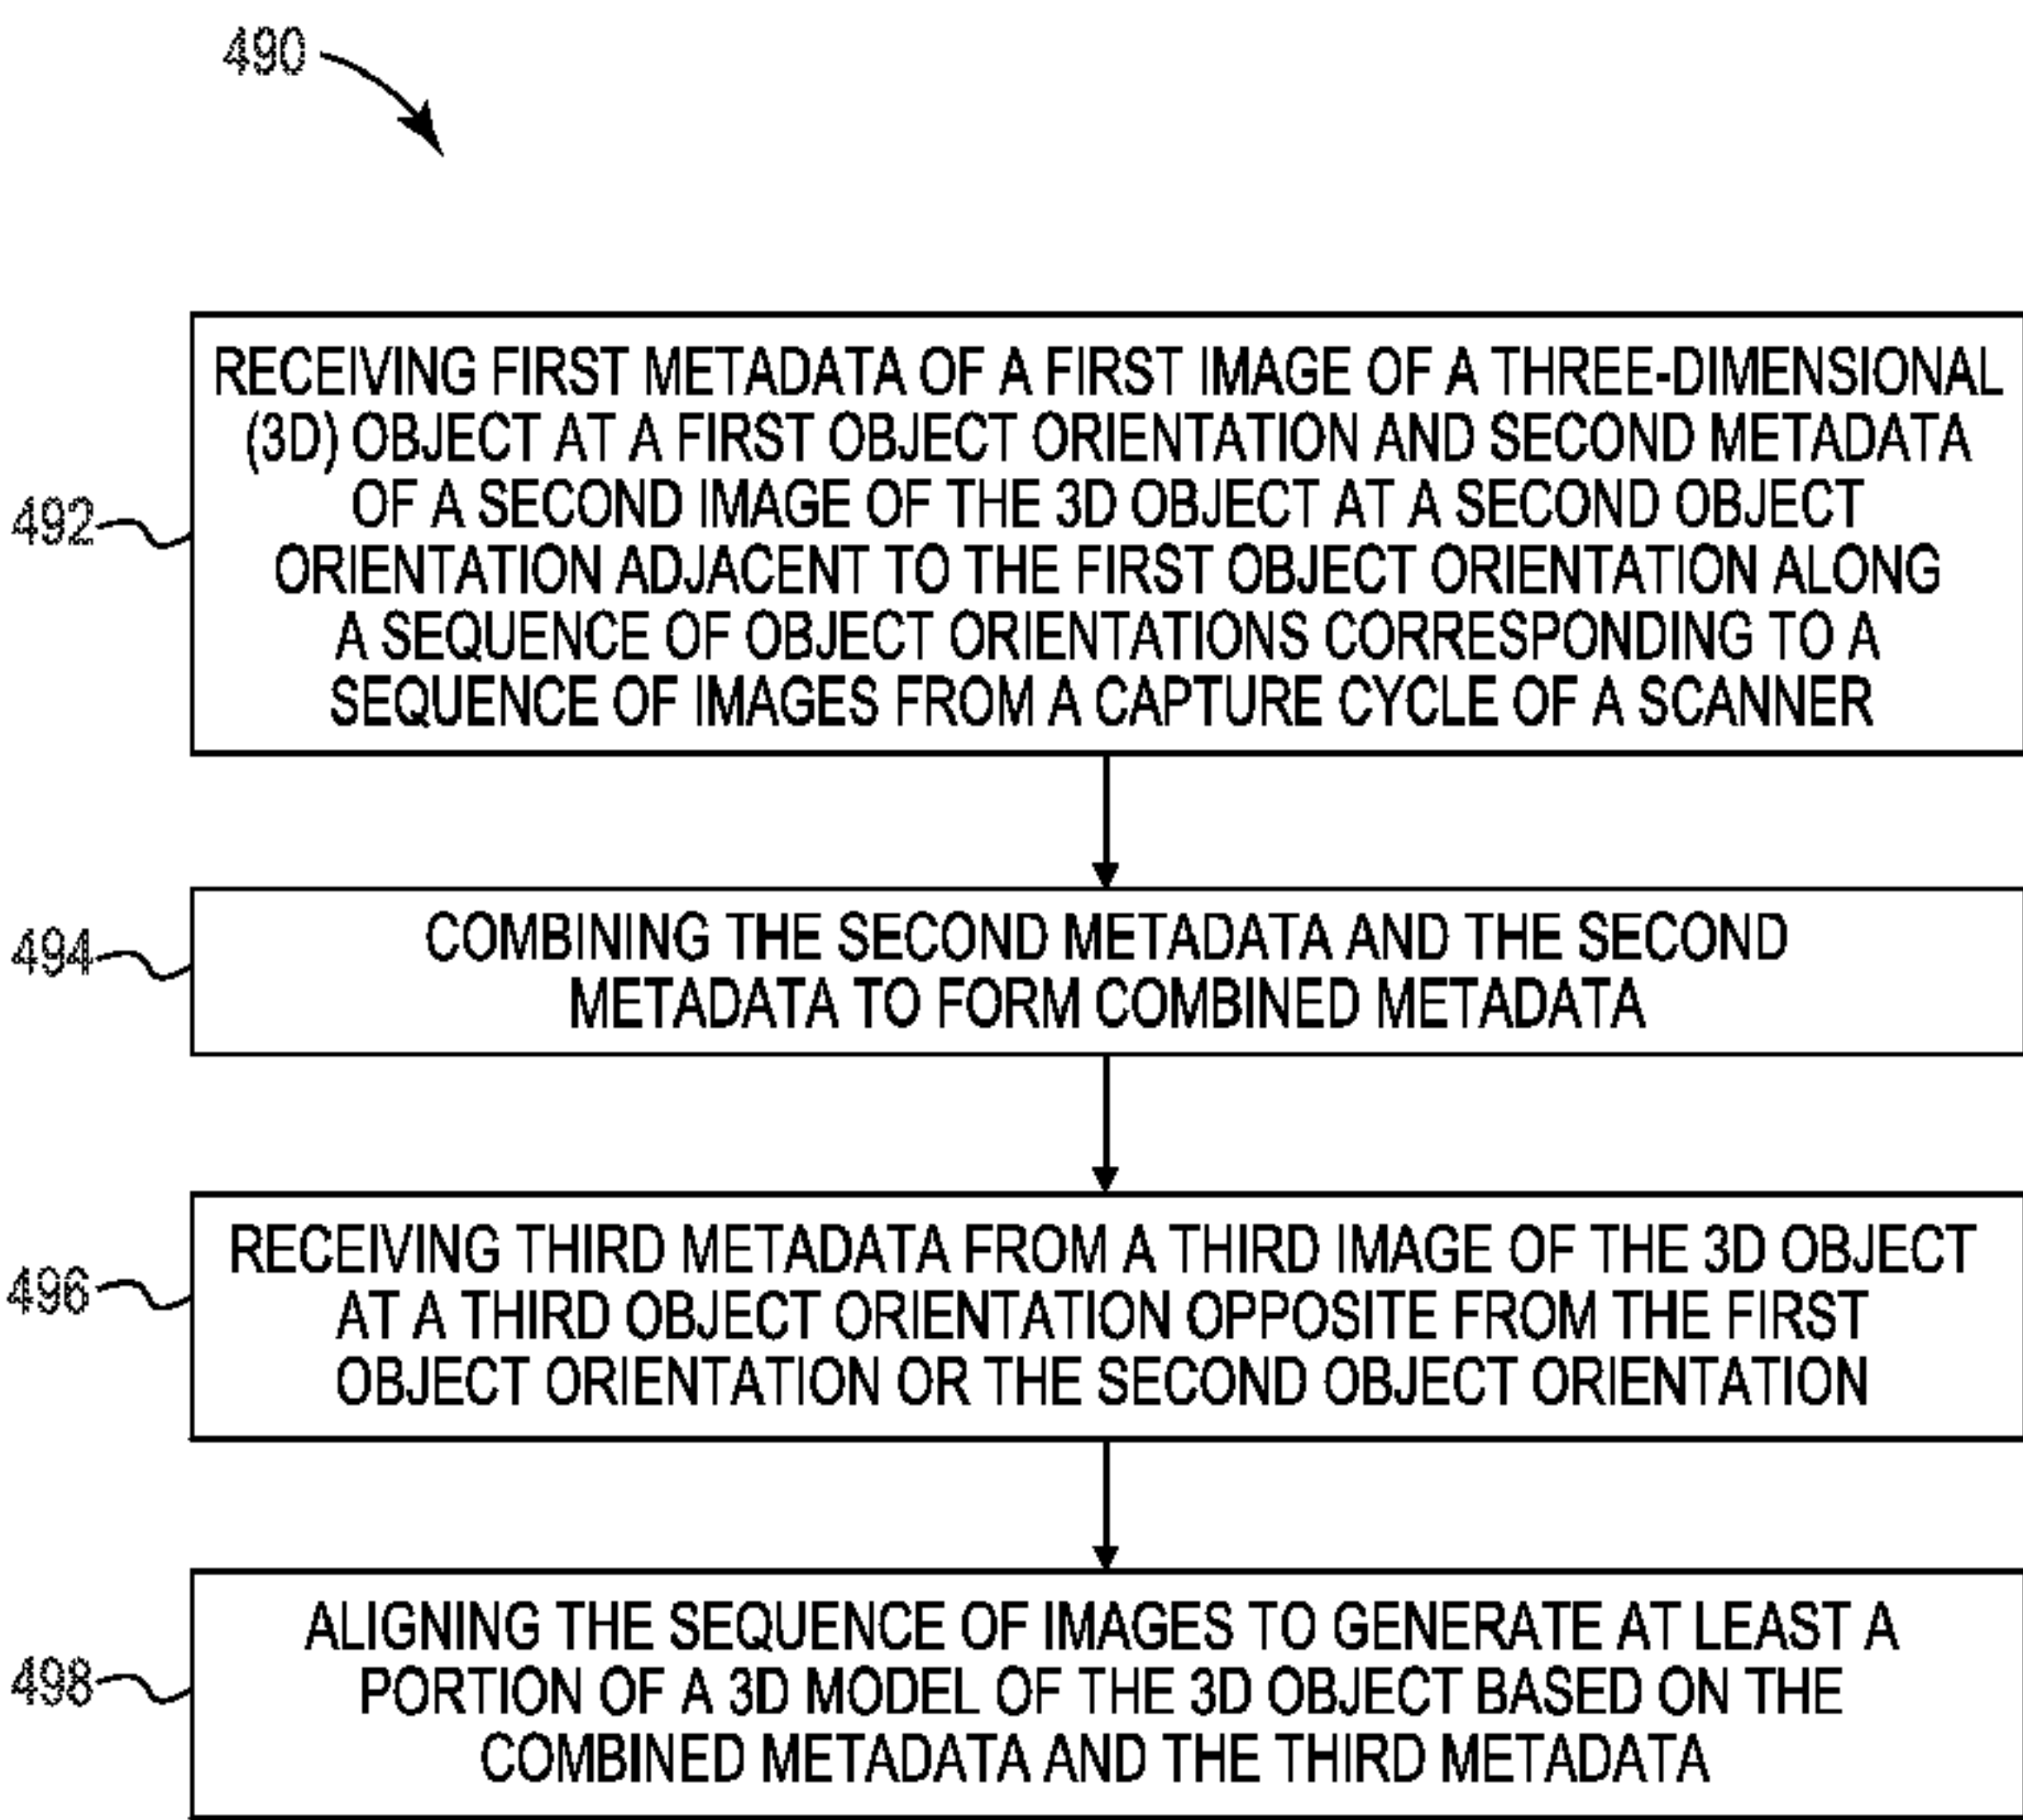 490
RECEIVING FIRST METADATA OF A FIRST IMAGE OF A THREE-DIMENSIONAL
(3D) OBJECT AT A FIRST OBJECT ORIENTATION AND SECOND METADATA
OF A SECOND IMAGE OF THE 3D OBJECT AT A SECOND OBJECT
ORIENTATION ADJACENT TO THE FIRST OBJECT ORIENTATION ALONG
A SEQUENCE OF OBJECT ORIENTATIONS CORRESPONDING TO A
SEQUENCE OF IMAGES FROM A CAPTURE CYCLE OF A SCANNER
492
COMBINING THE SECOND METADATA AND THE SECOND
METADATA TO FORM COMBINED METADATA
494
RECEIVING THIRD METADATA FROM A THIRD IMAGE OF THE 3D OBJECT
AT A THIRD OBJECT ORIENTATION OPPOSITE FROM THE FIRST
OBJECT ORIENTATION OR THE SECOND OBJECT ORIENTATION
496
ALIGNING THE SEQUENCE OF IMAGES TO GENERATE AT LEAST A
PORTION OF A 3D MODEL OF THE 3D OBJECT BASED ON THE
COMBINED METADATA AND THE THIRD METADATA
498